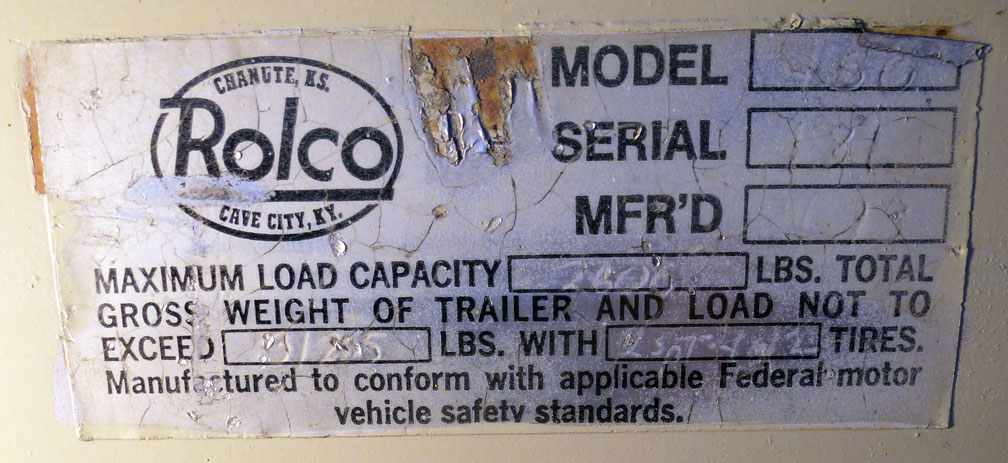 CHANUTE, KS.
Rolco
CAVE CITY, KY.
MODEL
SERIAL 131
MFR'D
MAXIMUM LOAD CAPACITY LBS. TOTAL
GROSS WEIGHT OF TRAILER AND LOAD NOT TO
EXCEED LBS. WITH TIRES.
Manufactured to conform with applicable Federal motor
vehicle safety standards.